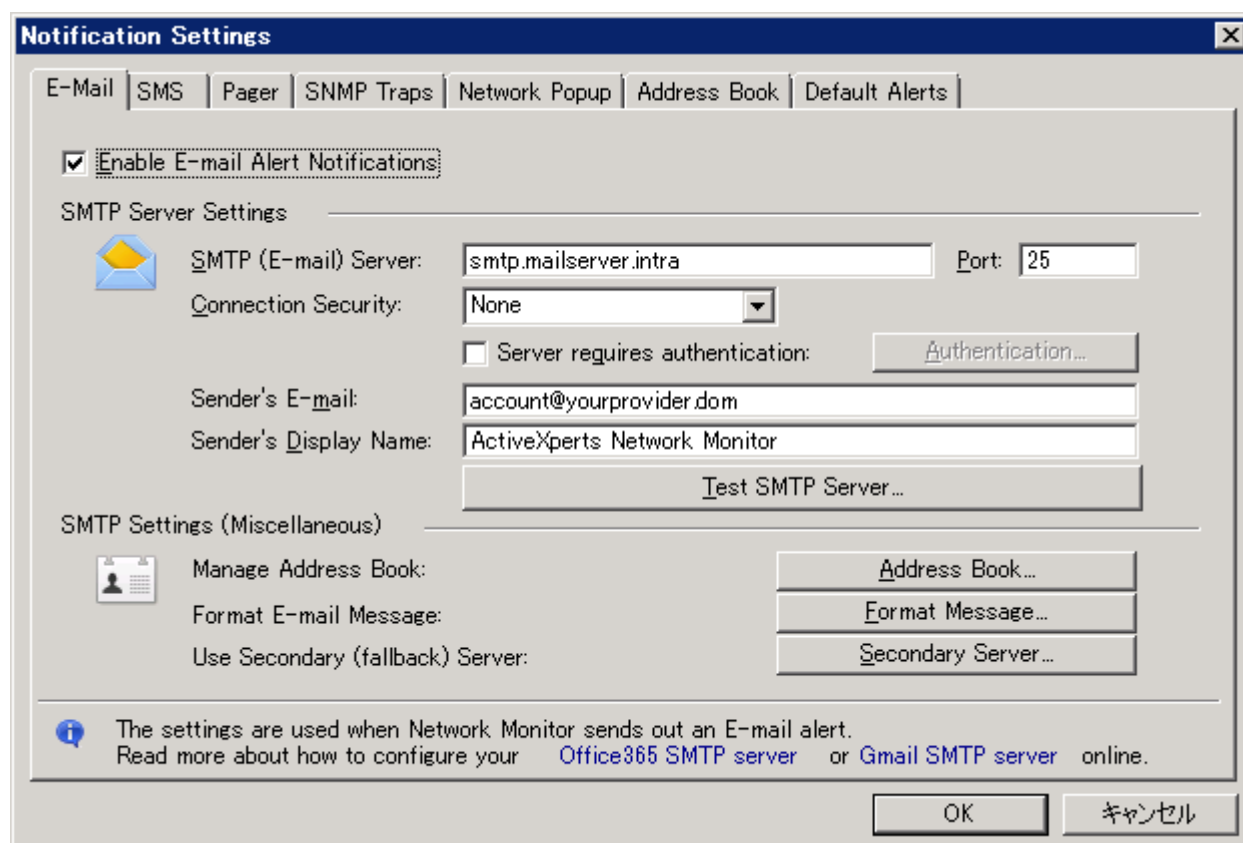 Notification Settings
E-Mail SMS Pager SNMP Traps Network Popup Address Book Default Alerts
Enable E-mail Alert Notifications
SMTP Server Settings
SMTP (E-mail) Server: smtp.mailserver.intra Port: 25
Connection Security: None
Server requires authentication: Authentication...
Sender's E-mail: account@yourprovider.dom
Sender's Display Name: ActiveXperts Network Monitor
Test SMTP Server...
SMTP Settings (Miscellaneous)
Manage Address Book: Address Book...
Format E-mail Message: Format Message...
Use Secondary (fallback) Server: Secondary Server...
The settings are used when Network Monitor sends out an E-mail alert.
Read more about how to configure your Office365 SMTP server or Gmail SMTP server online.
OK キャンセル